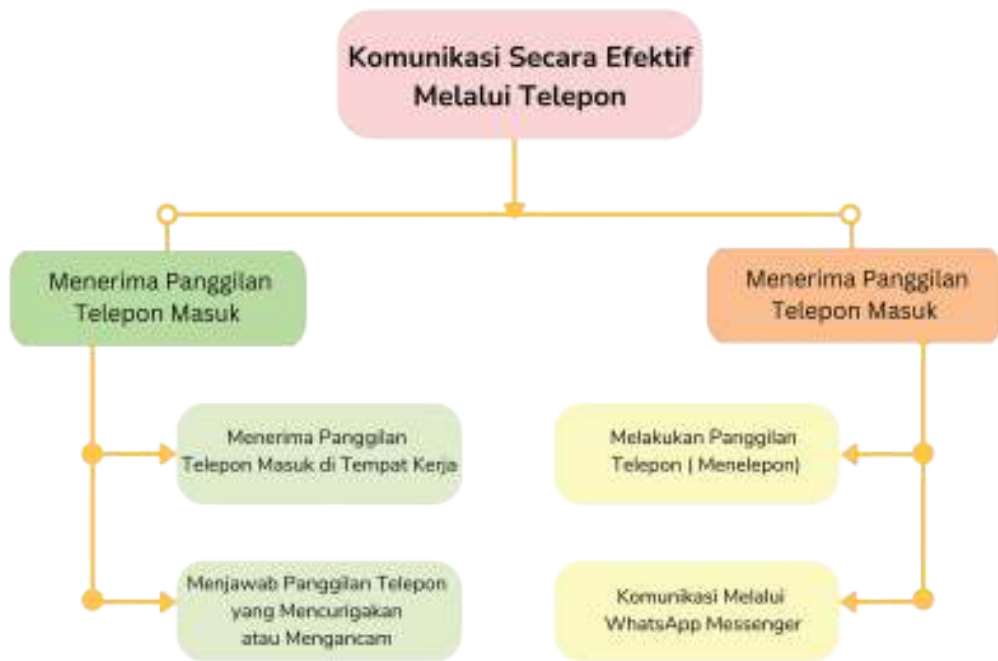 Komunikasi Secara Efektif
Melalui Telepon
Menerima Panggilan
Telepon Masuk
Menerima Panggilan
Telepon Masuk di Tempat Kerja
Menjawab Panggilan Telepon
yang Mencurigakan
atau Mengancam
Menerima Panggilan
Telepon Masuk
Melakukan Panggilan
Telepon ( Menelepon)
Komunikasi Melalui
WhatsApp Messenger